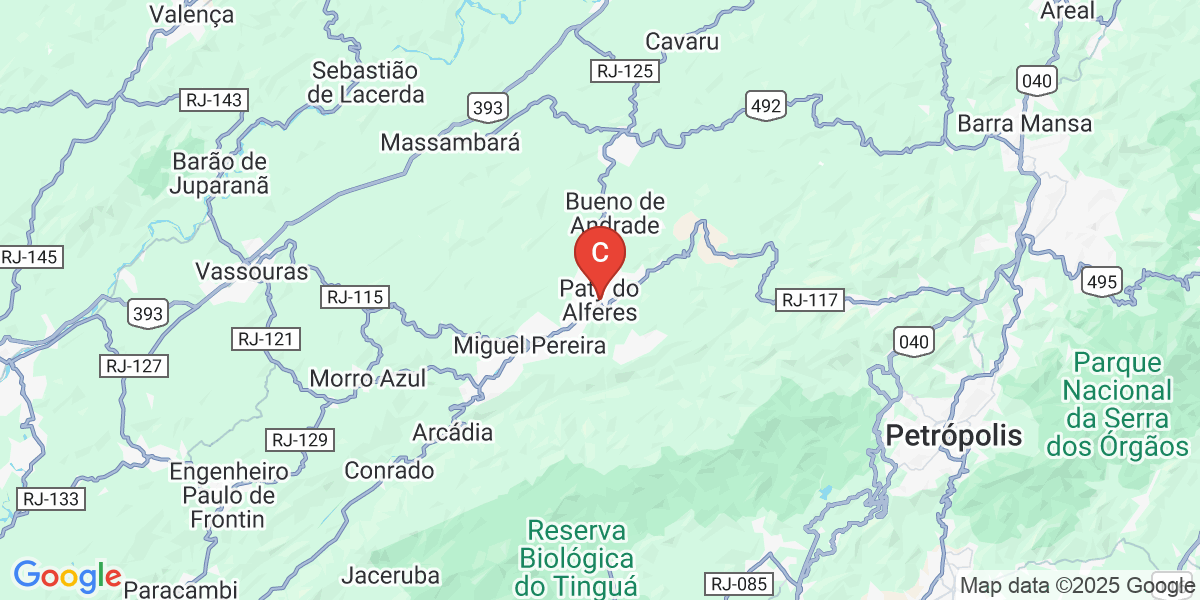 Valença
Areal
Cavaru
Sebastião
de Lacerda
RJ-125
040
RJ-143
393
492
Massambará
Barra Mansa
Barão de
Juparanã
Bueno de
Andrade
C
RJ-145
Vassouras
RJ-115
Paty do
Alferes
RJ-117
495
393
RJ-121
Miguel Pereira
040
RJ-127
Morro Azul
Parque
Nacional
da Serra
dos Órgãos
Arcádia
RJ-129
Petrópolis
Engenheiro
Paulo de
Frontin
Conrado
RJ-133
Reserva
Biológica
do Tinguá
Google
Paracambi
Jaceruba
RJ-085
Map data ©2025 Google